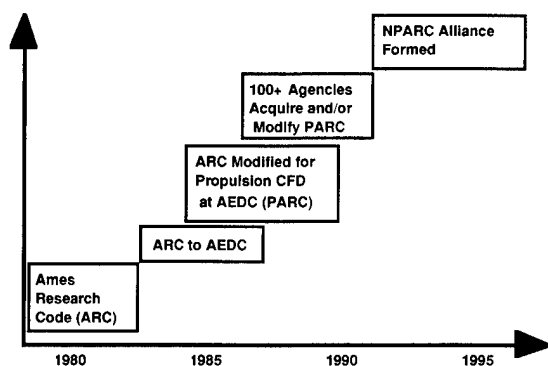 NPARC Alliance
Formed
100+ Agencies
Acquire and/or
Modify PARC
ARC Modified for
Propulsion CFD
at AEDC (PARC)
ARC to AEDC
Ames
Research
Code (ARC)
1980 1985 1990 1995